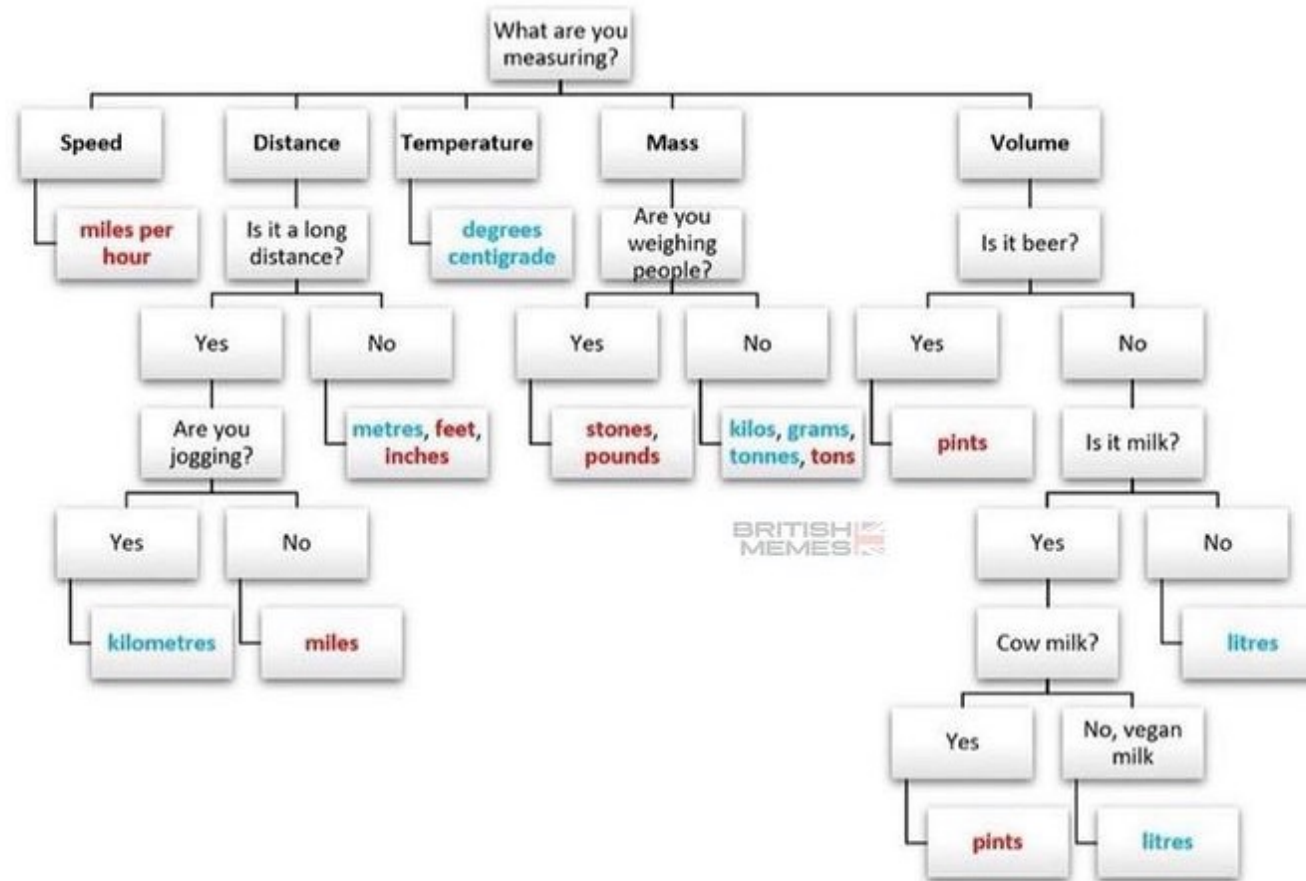 What are you
measuring?
Speed
Distance
Temperature
Mass
Volume
miles per
hour
Is it a long
distance?
degrees
centigrade
Are you
weighing
people?
Is it beer?
Yes
No
Yes
No
Yes
No
Are you
jogging?
metres, feet,
inches
stones,
pounds
kilos, grams,
tonnes, tons
pints
Is it milk?
Yes
No
BRITISH
MEMES
Yes
No
kilometres
miles
Cow milk?
litres
Yes
No, vegan
milk
pints
litres